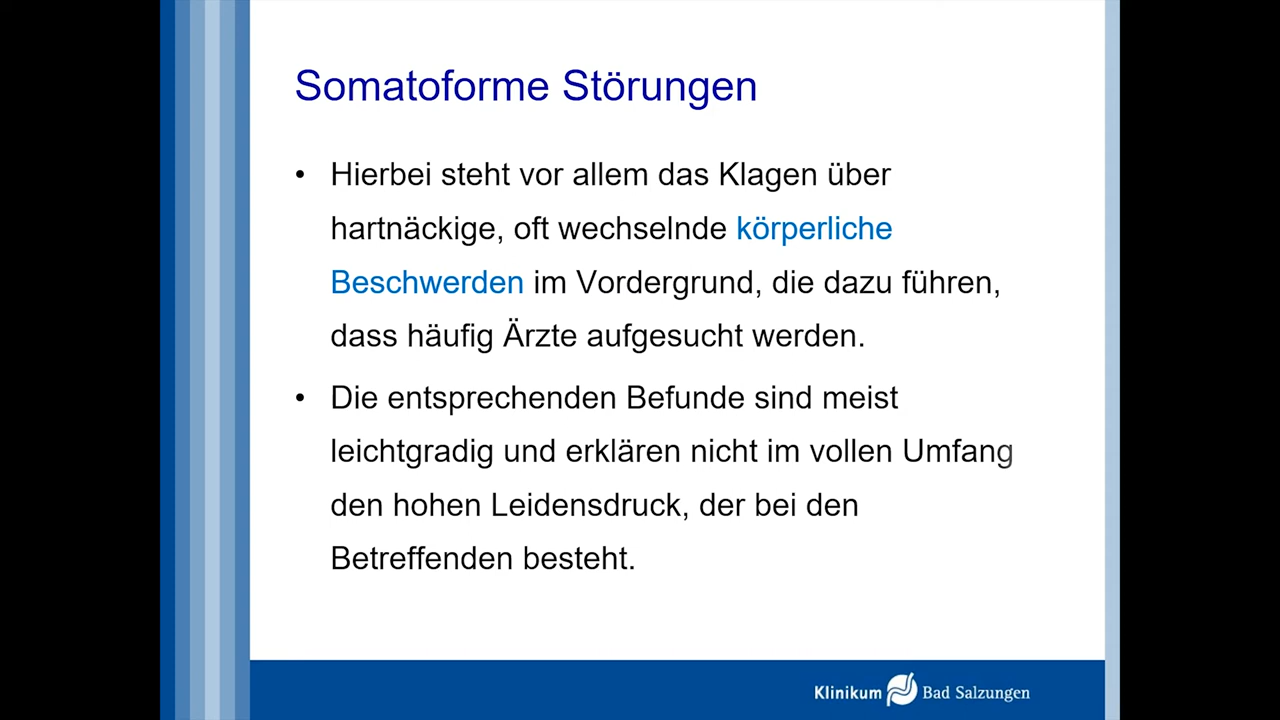 Somatoforme Störungen
• Hierbei steht vor allem das Klagen über
hartnäckige, oft wechselnde körperliche
Beschwerden im Vordergrund, die dazu führen,
dass häufig Ärzte aufgesucht werden.
• Die entsprechenden Befunde sind meist
leichtgradig und erklären nicht im vollen Umfang
den hohen Leidensdruck, der bei den
Betreffenden besteht.
Klinikum Bad Salzungen